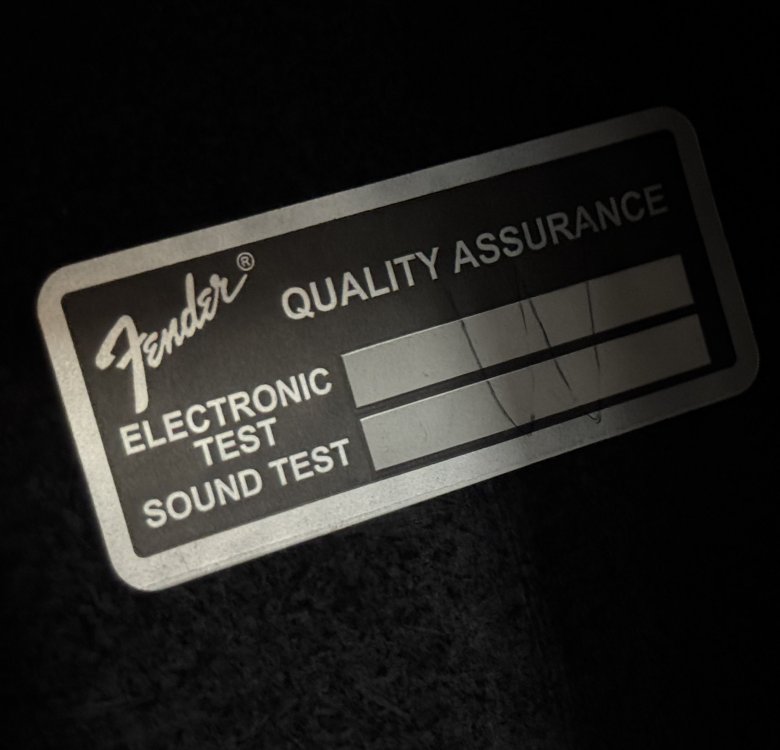 Fender®
QUALITY ASSURANCE
ELECTRONIC
TEST
SOUND TEST